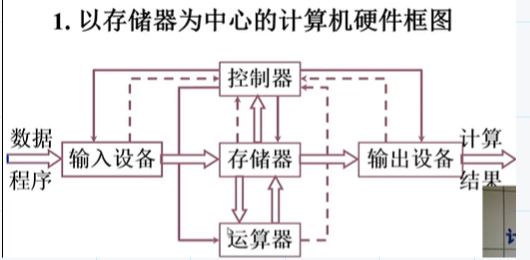 1. 以存储器为中心的计算机硬件框图
控制器
数据
程序
输入设备
存储器
输出设备
计算
结果
运算器